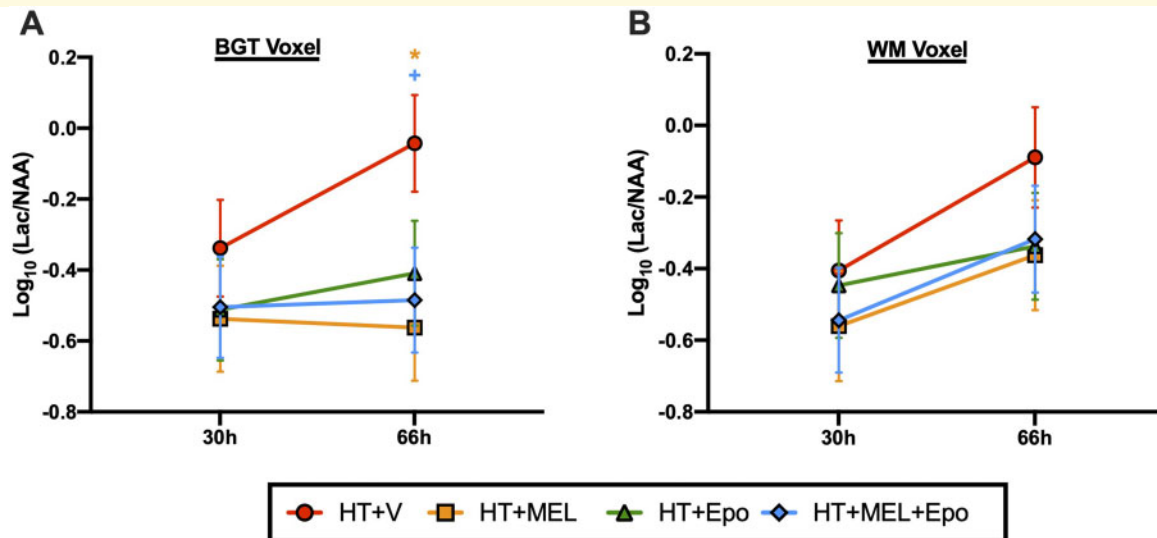 A
BGT Voxel
Log10 (Lac/NAA)
0.2
0.0
-0.2
-0.4
-0.6
-0.8
*
+
30h 66h
B
WM Voxel
Log10 (Lac/NAA)
0.2
0.0
-0.2
-0.4
-0.6
-0.8
30h 66h
HT+V HT+MEL HT+Epo HT+MEL+Epo